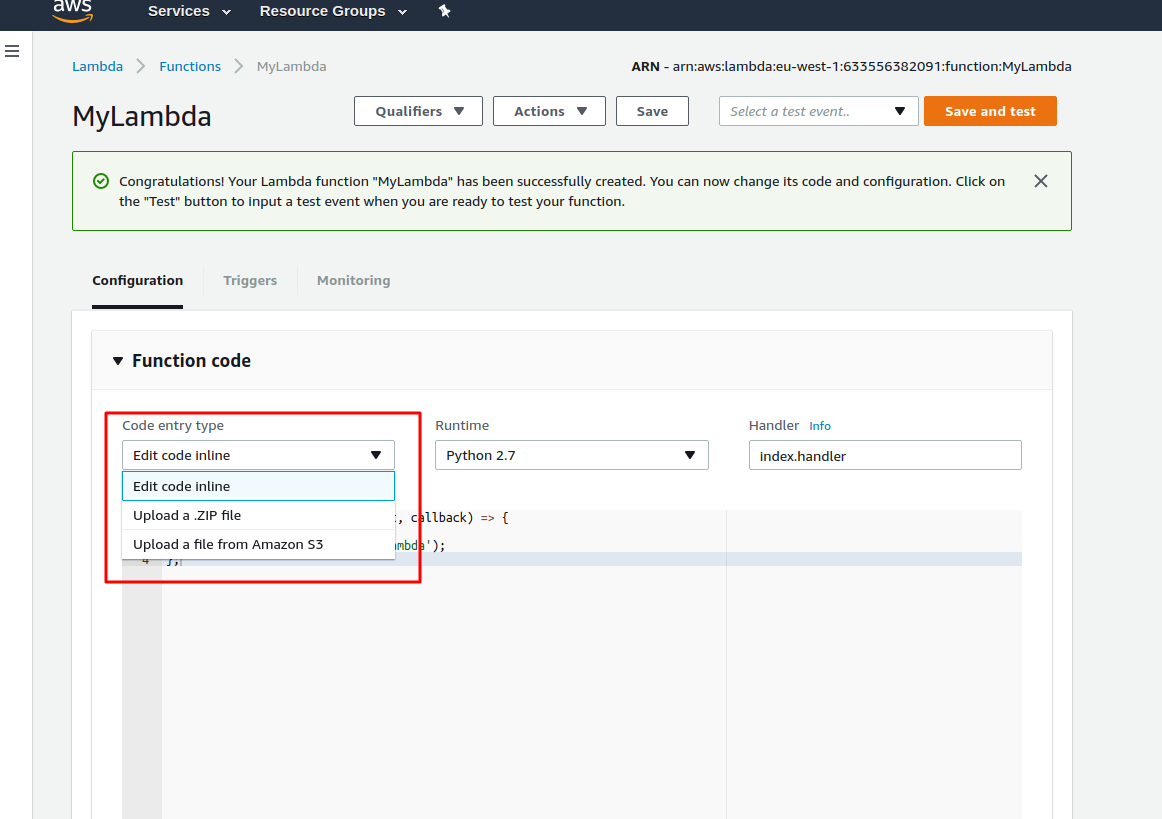 aws Services Resource Groups
Lambda Functions MyLambda ARN - arn:aws:lambda:eu-west-1:633556382091:function:MyLambda
MyLambda Qualifiers Actions Save Select a test event.. Save and test
Congratulations! Your Lambda function "MyLambda" has been successfully created. You can now change its code and configuration. Click on
the "Test" button to input a test event when you are ready to test your function.
Configuration Triggers Monitoring
Function code
Code entry type Runtime Handler Info
Edit code inline Python 2.7 index.handler
Edit code inline
Upload a .ZIP file , callback) => {
Upload a file from Amazon S3 mbda');
4 };